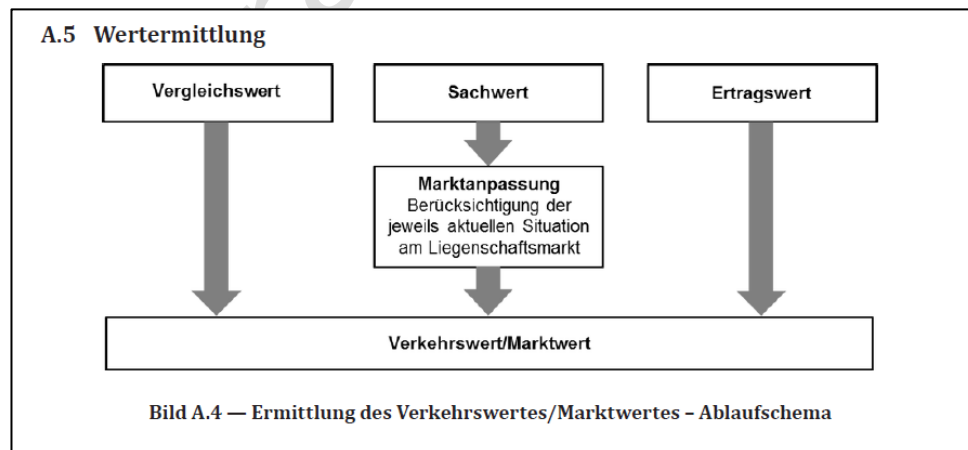 A.5 Wertermittlung
Vergleichswert
Sachwert
Ertragswert
Marktanpassung
Berücksichtigung der
jeweils aktuellen Situation
am Liegenschaftsmarkt
Verkehrswert/Marktwert
Bild A.4 — Ermittlung des Verkehrswertes/Marktwertes – Ablaufschema